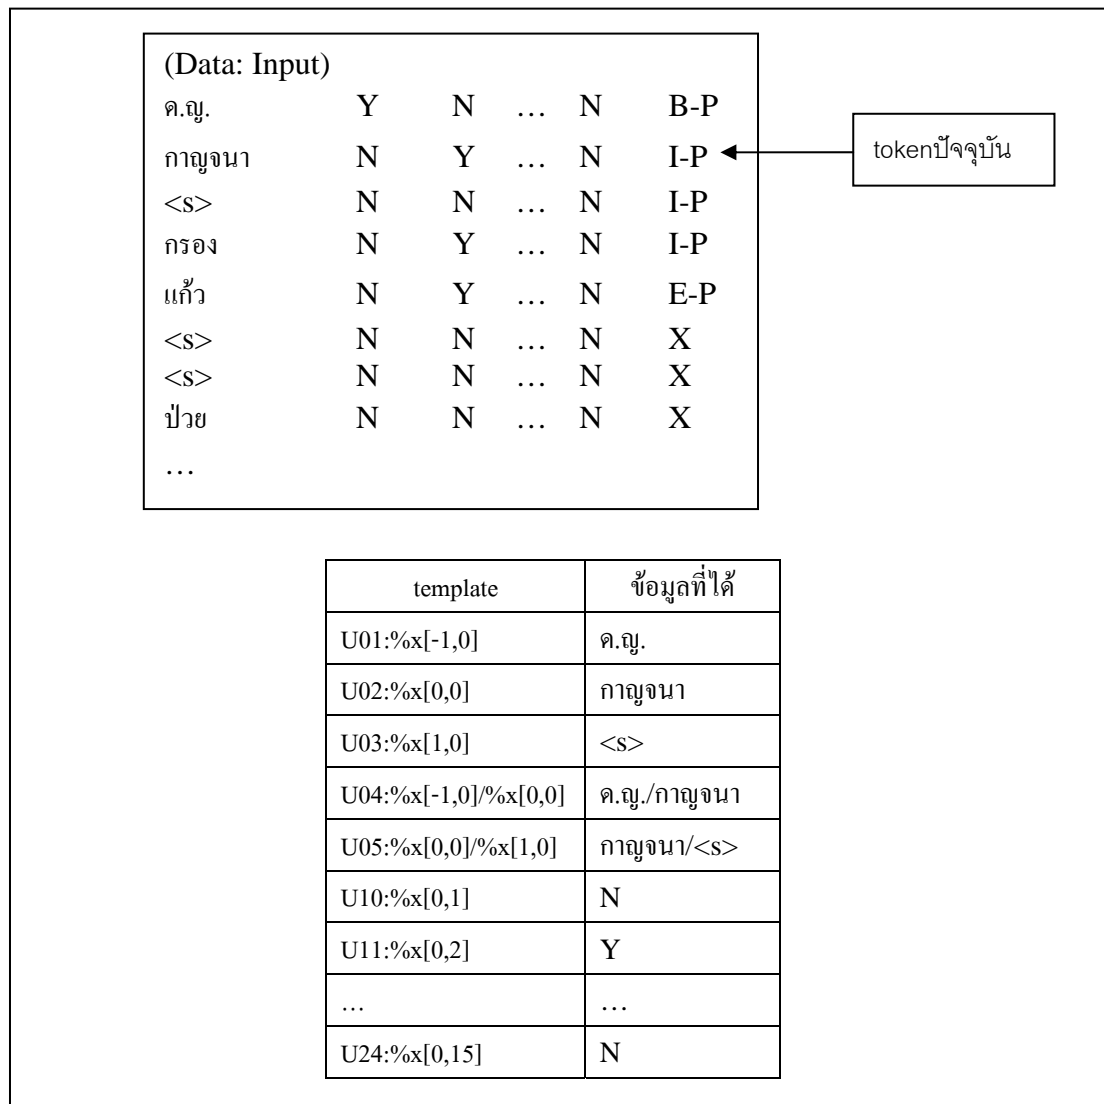 (Data: Input)
ด.ญ. Y N … N B-P
กาญจนา N Y … N I-P
tokenปัจจุบัน
<s> N N … N I-P
กรอง N Y … N I-P
แก้ว N Y … N E-P
<s> N N … N X
<s> N N … N X
ป่วย N N … N X
…
template ข้อมูลที่ได้
U01:%x[-1,0] ด.ญ.
U02:%x[0,0] กาญจนา
U03:%x[1,0] <s>
U04:%x[-1,0]/%x[0,0] ด.ญ./กาญจนา
U05:%x[0,0]/%x[1,0] กาญจนา/<s>
U10:%x[0,1] N
U11:%x[0,2] Y
… …
U24:%x[0,15] N